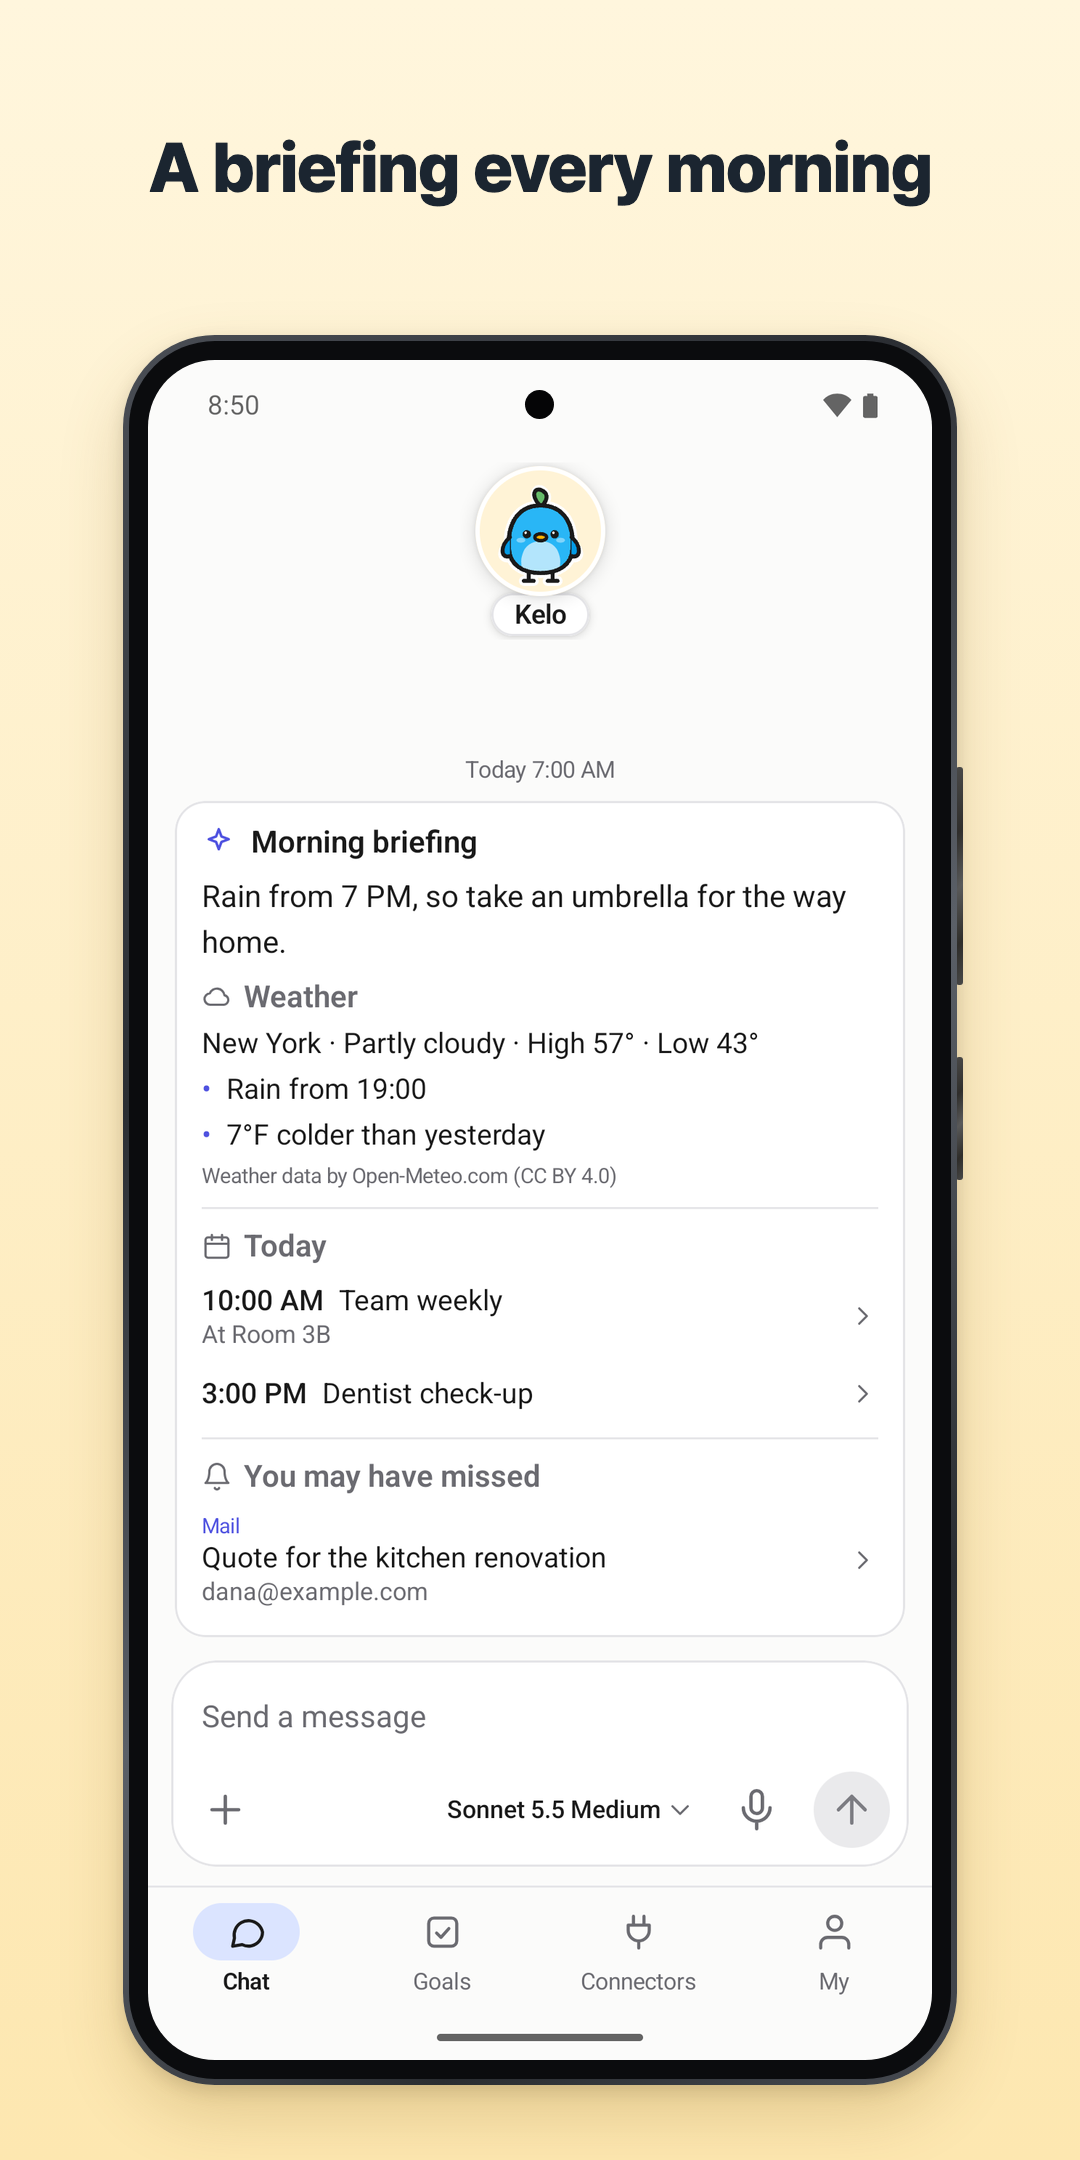 A briefing every morning
8:50
Kelo
Today 7:00 AM
Morning briefing
Rain from 7 PM, so take an umbrella for the way
home.
Weather
New York · Partly cloudy · High 57° · Low 43°
• Rain from 19:00
• 7°F colder than yesterday
Weather data by Open-Meteo.com (CC BY 4.0)
Today
10:00 AM Team weekly
At Room 3B
3:00 PM Dentist check-up
You may have missed
Mail
Quote for the kitchen renovation
dana@example.com
Send a message
Sonnet 5.5 Medium
Chat Goals Connectors My